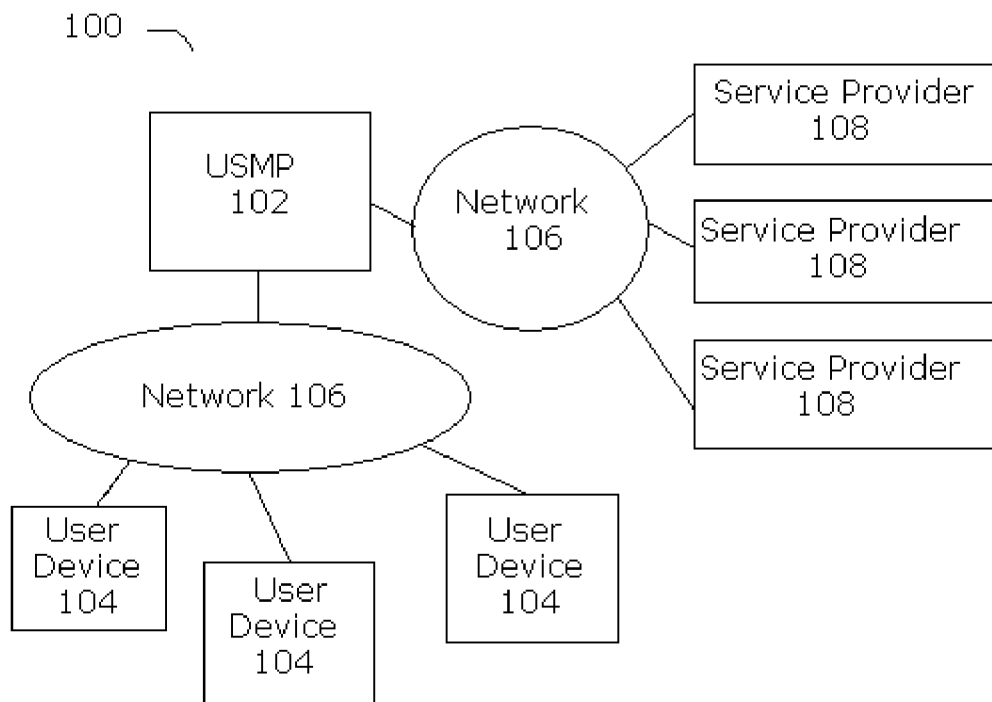 100
USMP
102
Network
106
Service Provider
108
Service Provider
108
Service Provider
108
Network 106
User
Device
104
User
Device
104
User
Device
104